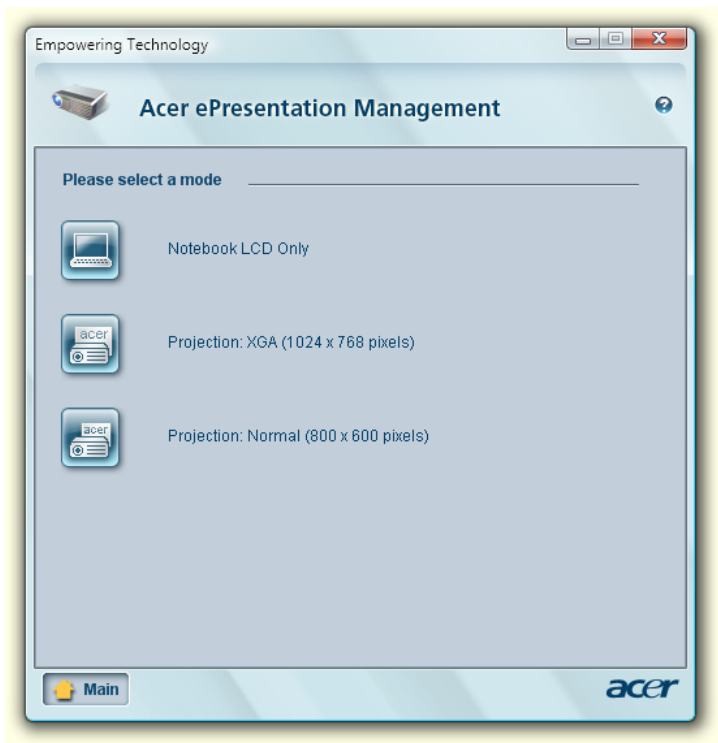 Empowering Technology
Acer ePresentation Management
Please select a mode
Notebook LCD Only
acer
Projection: XGA (1024 x 768 pixels)
acer
Projection: Normal (800 x 600 pixels)
Main
acer